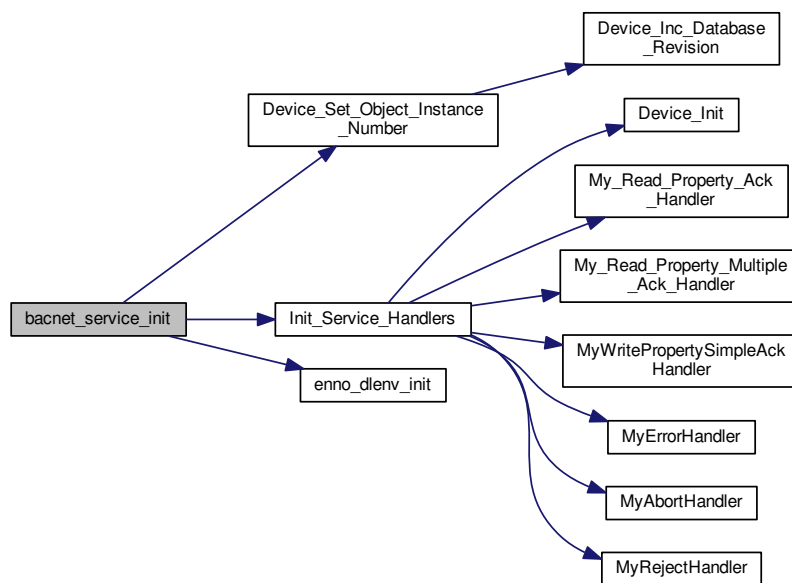 Device_Inc_Database
_Revision
Device_Set_Object_Instance
_Number
Device_Init
My_Read_Property_Ack
_Handler
My_Read_Property_Multiple
_Ack_Handler
bacnet_service_init
Init_Service_Handlers
MyWritePropertySimpleAck
Handler
enno_dlenv_init
MyErrorHandler
MyAbortHandler
MyRejectHandler